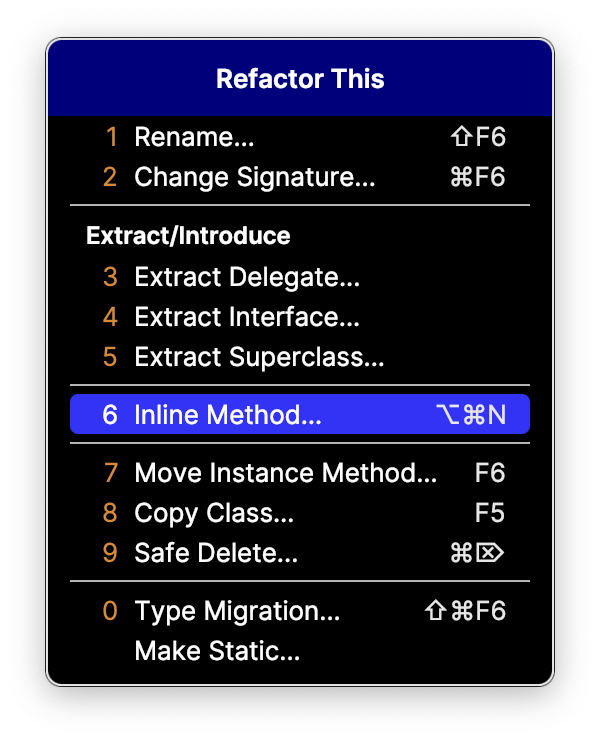 Refactor This
1 Rename... ⇧F6
2 Change Signature... ⌘F6
Extract/Introduce
3 Extract Delegate...
4 Extract Interface...
5 Extract Superclass...
6 Inline Method... ⌥⌘N
7 Move Instance Method... F6
8 Copy Class... F5
9 Safe Delete... ⌘⌦
0 Type Migration... ⇧⌘F6
Make Static...